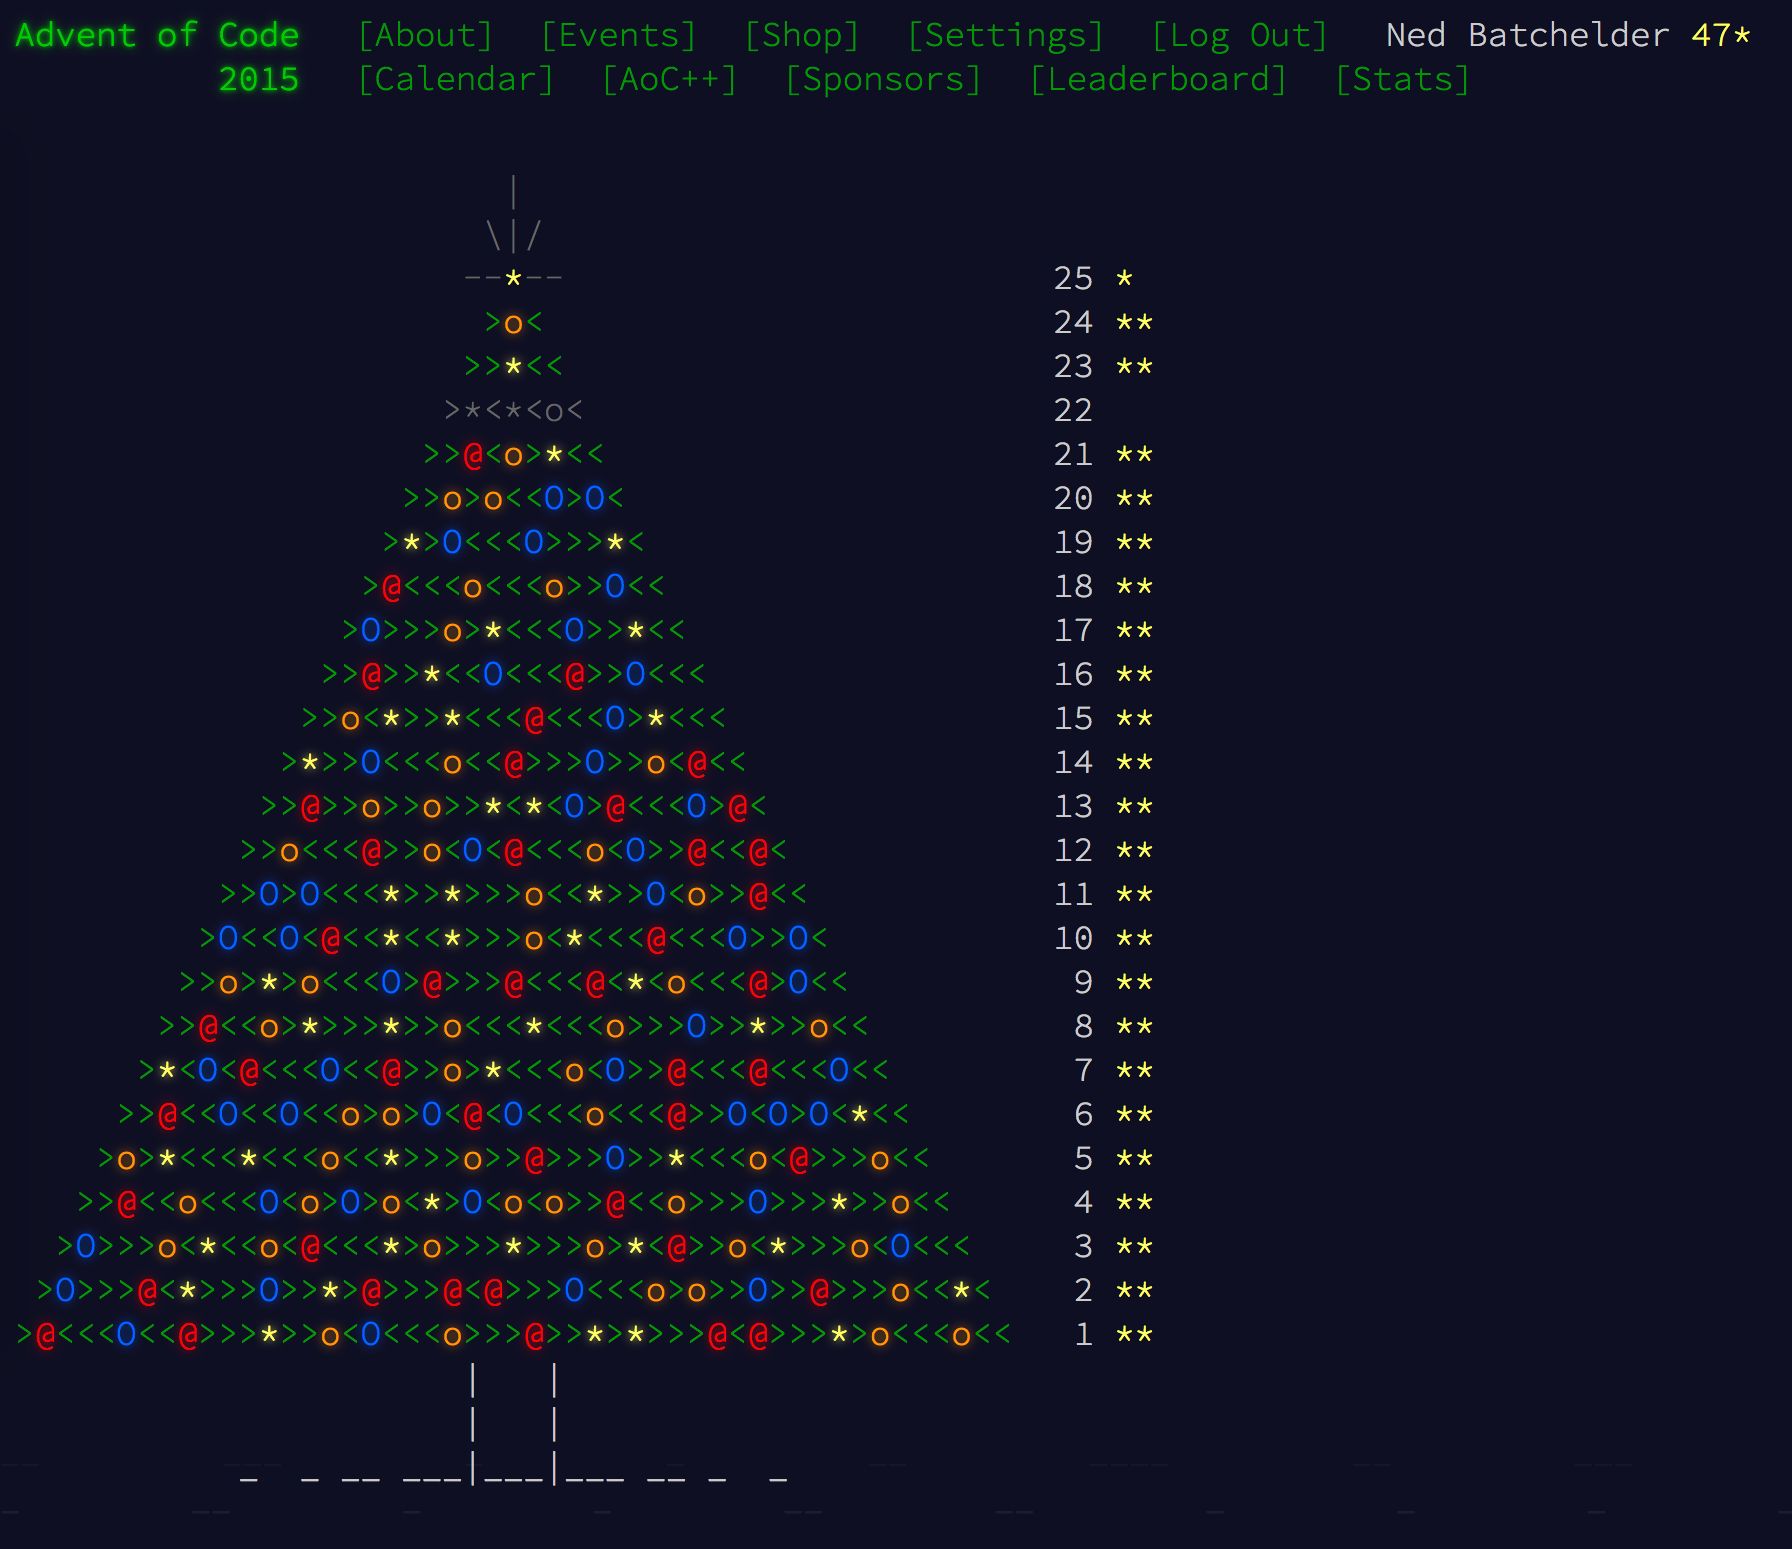 Advent of Code [About] [Events] [Shop] [Settings] [Log Out] Ned Batchelder 47*
2015 [Calendar] [AoC++] [Sponsors] [Leaderboard] [Stats]
|
\|/
--*-- 25 *
>o< 24 **
>>*<< 23 **
>*<*<o< 22
>>@<o>*<< 21 **
>>o>o<<O>O< 20 **
>*>O<<<O>>>*< 19 **
>@<<<o<<<o>>O<< 18 **
>O>>>o>*<<<O>>*<< 17 **
>>@>>*<<O<<<@>>O<<< 16 **
>>o<*>>*<<<@<<<O>*<<< 15 **
>*>>O<<<o<<@>>>O>>o<@<< 14 **
>>@>>o>>o>>*<*<O>@<<<O>@< 13 **
>>o<<<@>>o<O<@<<<o<O>>@<<@< 12 **
>>O>O<<<*>>*>>>o<<*>>O<o>>@<< 11 **
>O<<O<@<<*<<*>>>o<*<<<@<<<O>>O< 10 **
>>o>*>o<<<O>@>>>@<<<@<*<o<<<@>O<< 9 **
>>@<<o>*>>>*>>o<<<*<<<o>>>O>>*>>o<< 8 **
>*<O<@<<<O<<@>>o>*<<<o<O>>@<<<@<<<O<< 7 **
>>@<<O<<O<<o>o>O<@<O<<<o<<<@>>O<O>O<*<< 6 **
>o>*<<<*<<<o<<*>>>o>>@>>>O>>*<<<o<@>>>o<< 5 **
>>@<<o<<<O<o>O>o<*>O<o<o>>@<<o>>>O>>>*>>o<< 4 **
>O>>>o<*<<o<@<<<*>o>>>*>>>o>*<@>>o<*>>>o<O<<< 3 **
>O>>>@<*>>>O>>*>@>>>@<@>>>O<<<o>o>>O>>@>>>o<<*< 2 **
>@<<<O<<@>>>*>>o<O<<<o>>>@>>*>*>>>@<@>>>*>o<<<o<< 1 **
| |
| |
_ _ __ ___|___|___ __ _ _